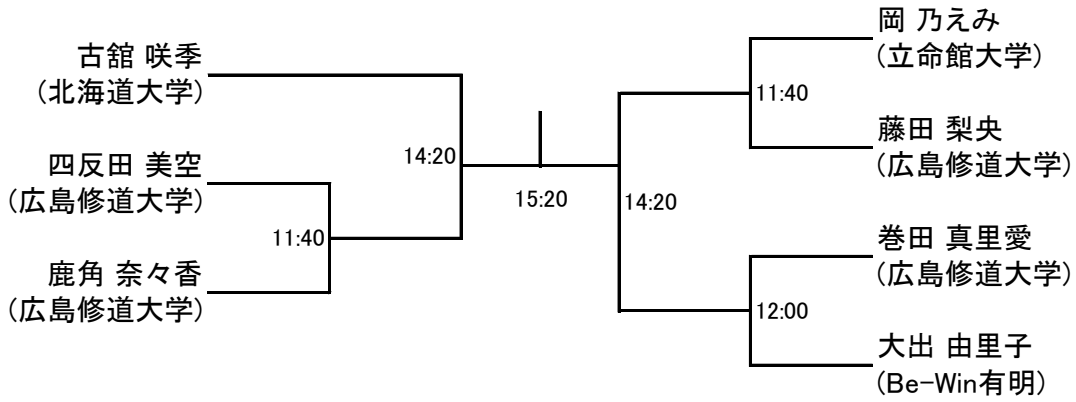 古舘 咲季
(北海道大学)
四反田 美空
(広島修道大学)
鹿角 奈々香
(広島修道大学)
11:40
14:20
15:20
14:20
岡 乃えみ
(立命館大学)
11:40
藤田 梨央
(広島修道大学)
巻田 真里愛
(広島修道大学)
12:00
大出 由里子
(Be-Win有明)